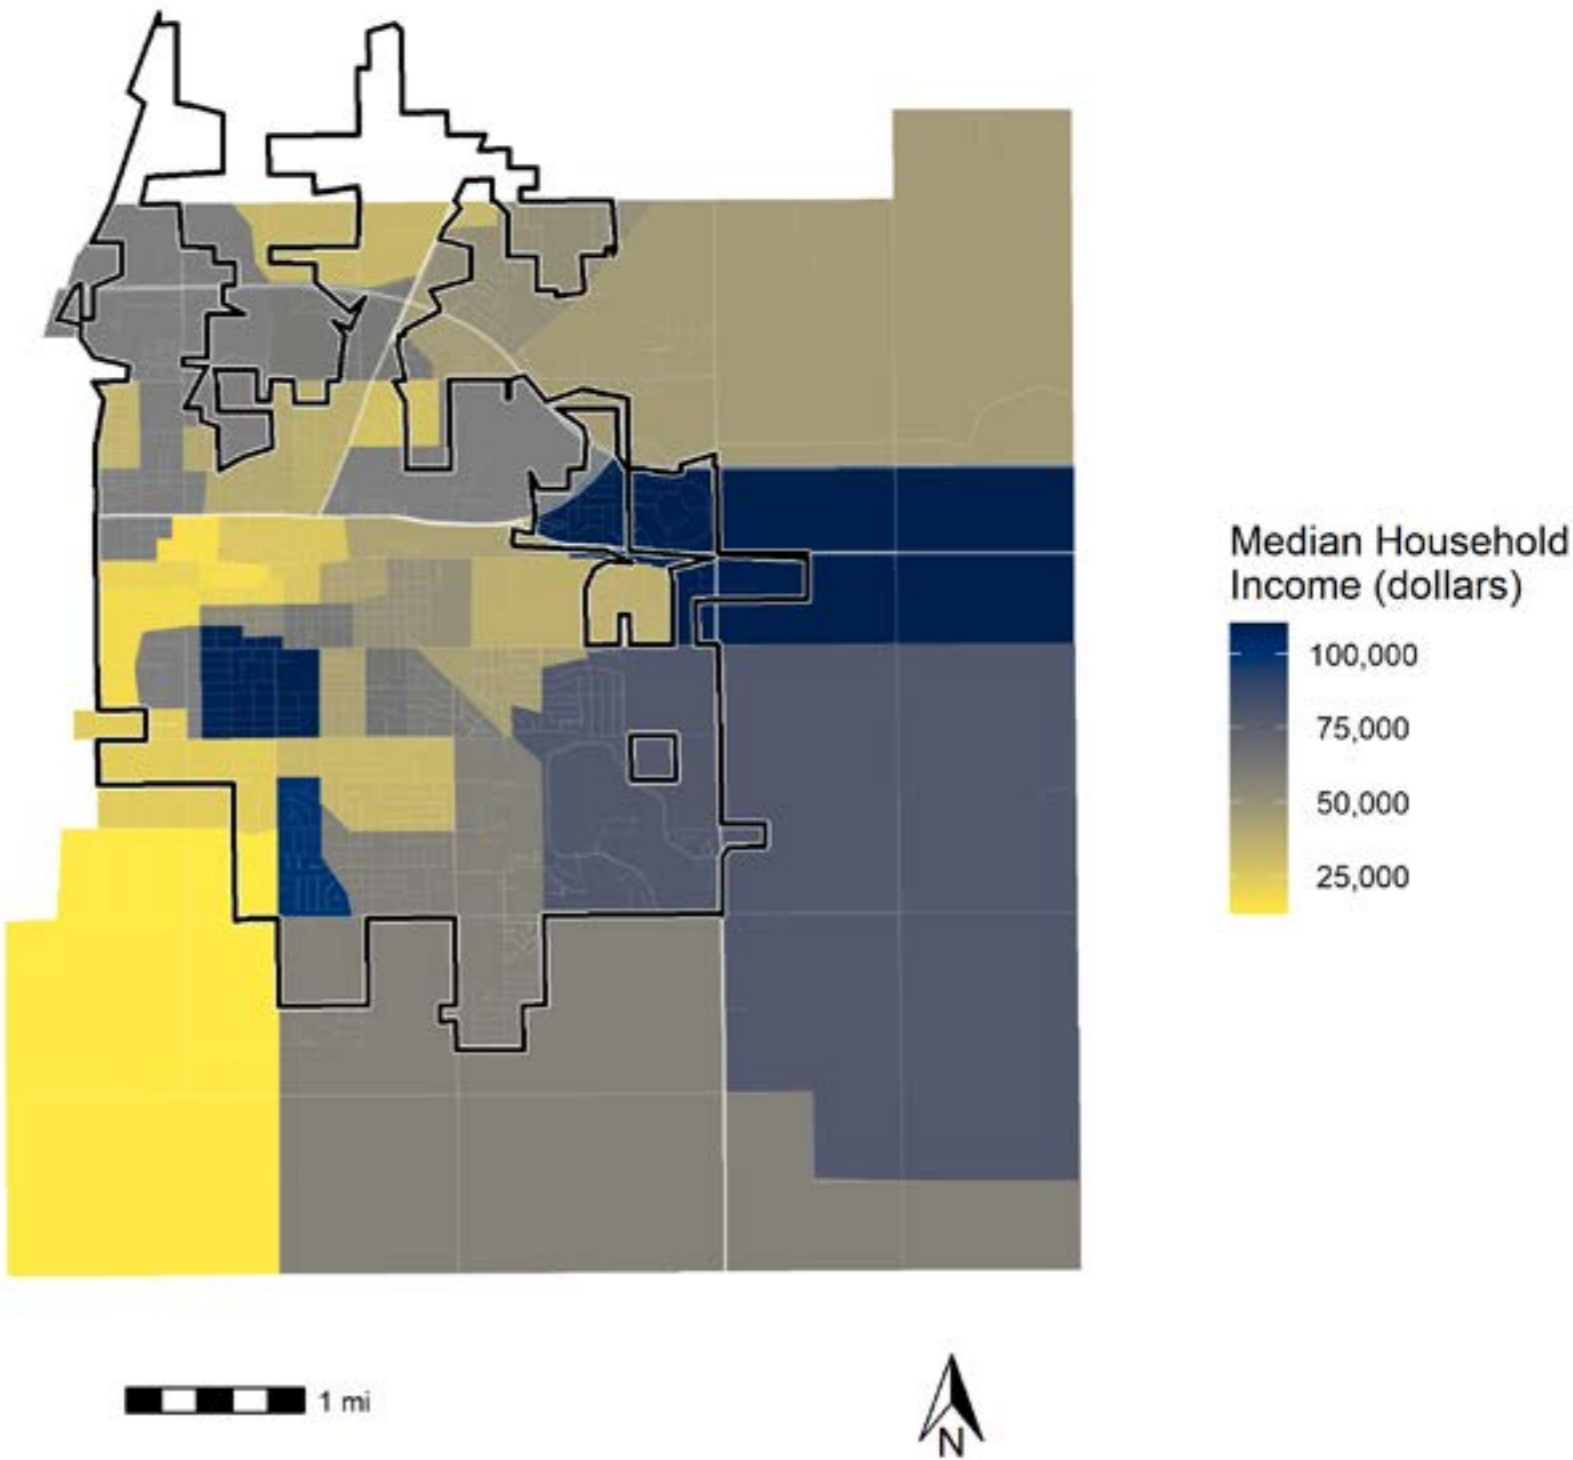 Median Household
Income (dollars)
100,000
75,000
50,000
25,000
1 mi
N